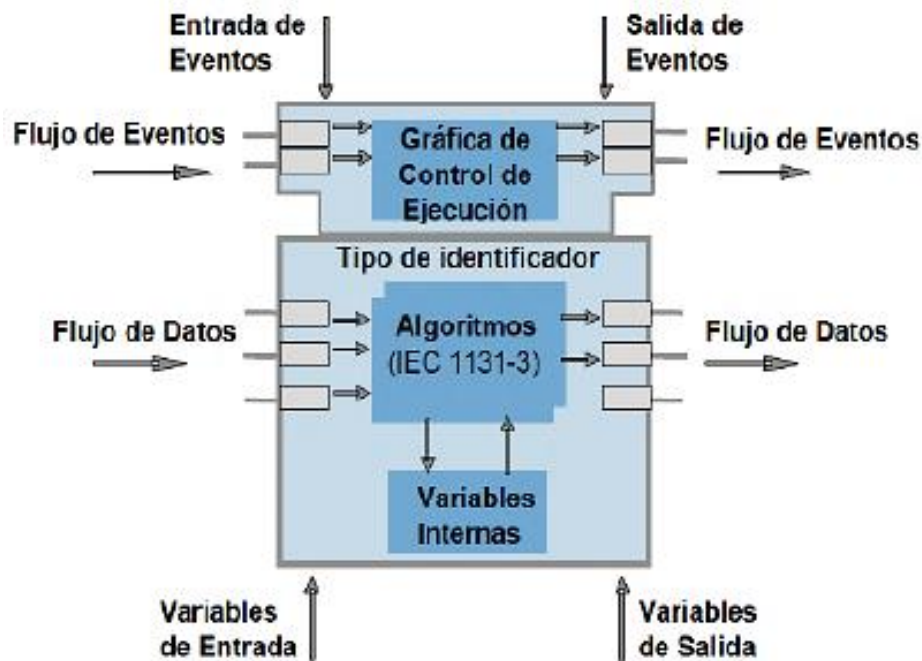 Entrada de
Eventos
Salida de
Eventos
Flujo de Eventos
Gráfica de
Control de
Ejecución
Flujo de Eventos
Tipo de identificador
Flujo de Datos
Algoritmos
(IEC 1131-3)
Flujo de Datos
Variables
Internas
Variables
de Entrada
Variables
de Salida